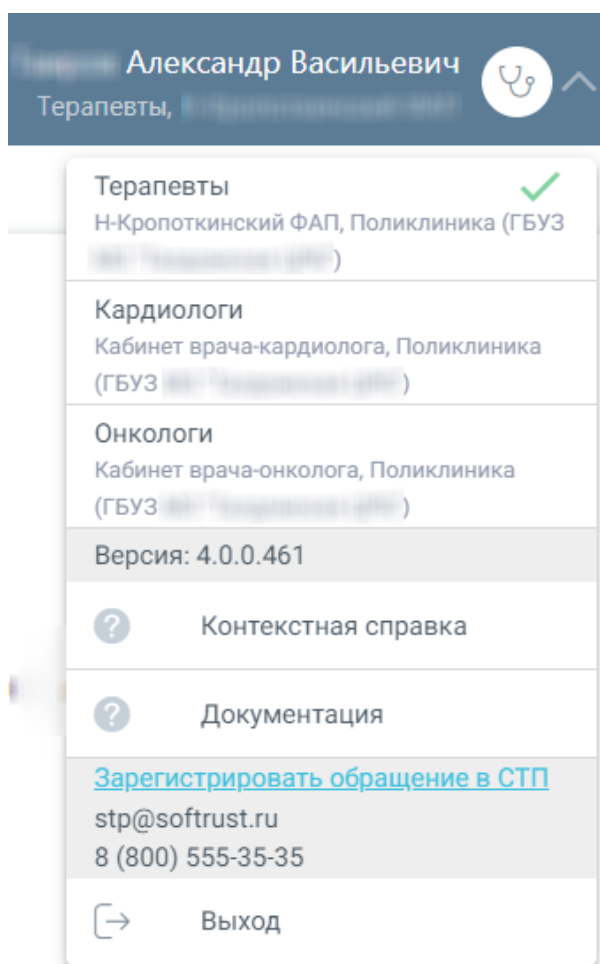 Александр Васильевич
Терапевты,
Терапевты
Н-Кропоткинский ФАП, Поликлиника (ГБУЗ
)
Кардиологи
Кабинет врача-кардиолога, Поликлиника
(ГБУЗ )
Онкологи
Кабинет врача-онколога, Поликлиника
(ГБУЗ )
Версия: 4.0.0.461
? Контекстная справка
? Документация
Зарегистрировать обращение в СТП
stp@softrust.ru
8 (800) 555-35-35
Выход